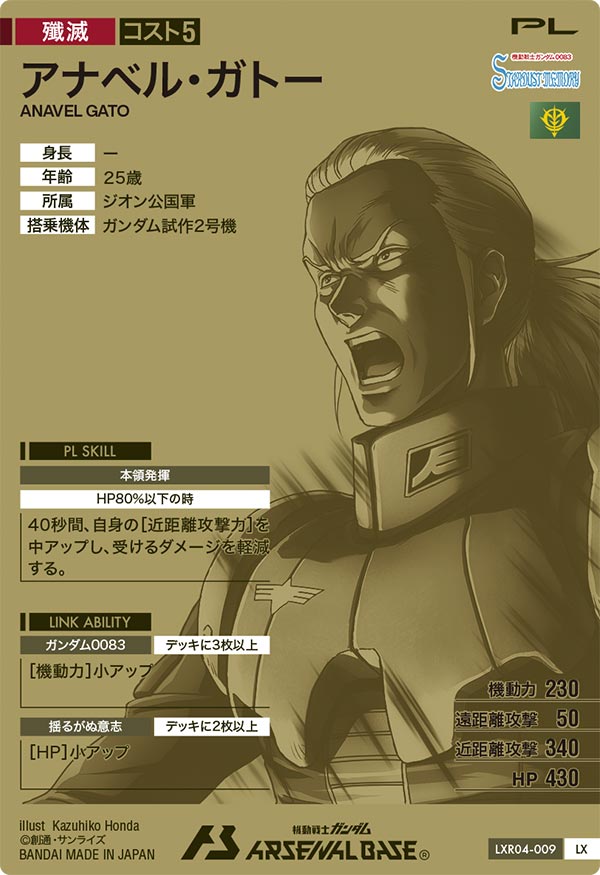 殲滅 コスト5 PL
アナベル・ガトー
ANAVEL GATO
機動戦士ガンダム0083
STARDUST MEMORY
身長 ー
年齢 25歳
所属 ジオン公国軍
搭乗機体 ガンダム試作2号機
PL SKILL
本領発揮
HP80%以下の時
40秒間、自身の[近距離攻撃力]を
中アップし、受けるダメージを軽減
する。
LINK ABILITY
ガンダム0083 デッキに3枚以上
[機動力]小アップ
揺るがぬ意志 デッキに2枚以上
[HP]小アップ
機動力 230
遠距離攻撃 50
近距離攻撃 340
HP 430
illust Kazuhiko Honda
©創通・サンライズ
BANDAI MADE IN JAPAN
機動戦士ガンダム
AB ARSENAL BASE®
LXR04-009 LX